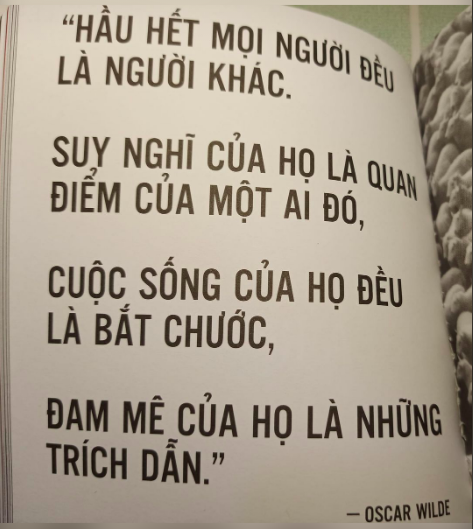 “HẦU HẾT MỌI NGƯỜI ĐỀU
LÀ NGƯỜI KHÁC.
SUY NGHĨ CỦA HỌ LÀ QUAN
ĐIỂM CỦA MỘT AI ĐÓ,
CUỘC SỐNG CỦA HỌ ĐỀU
LÀ BẮT CHƯỚC,
ĐAM MÊ CỦA HỌ LÀ NHỮNG
TRÍCH DẪN.”
— OSCAR WILDE